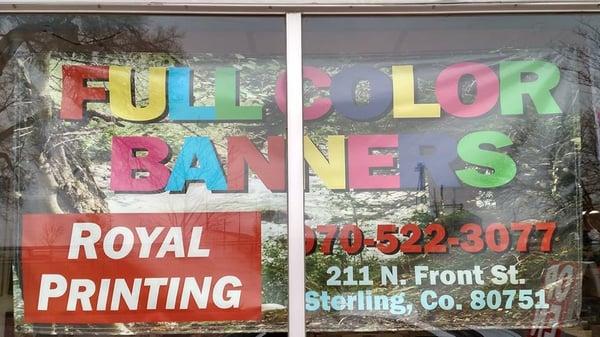 FULL COLOR
BANNERS
ROYAL
PRINTING
970-522-3077
211 N. Front St.
Sterling, Co. 80751